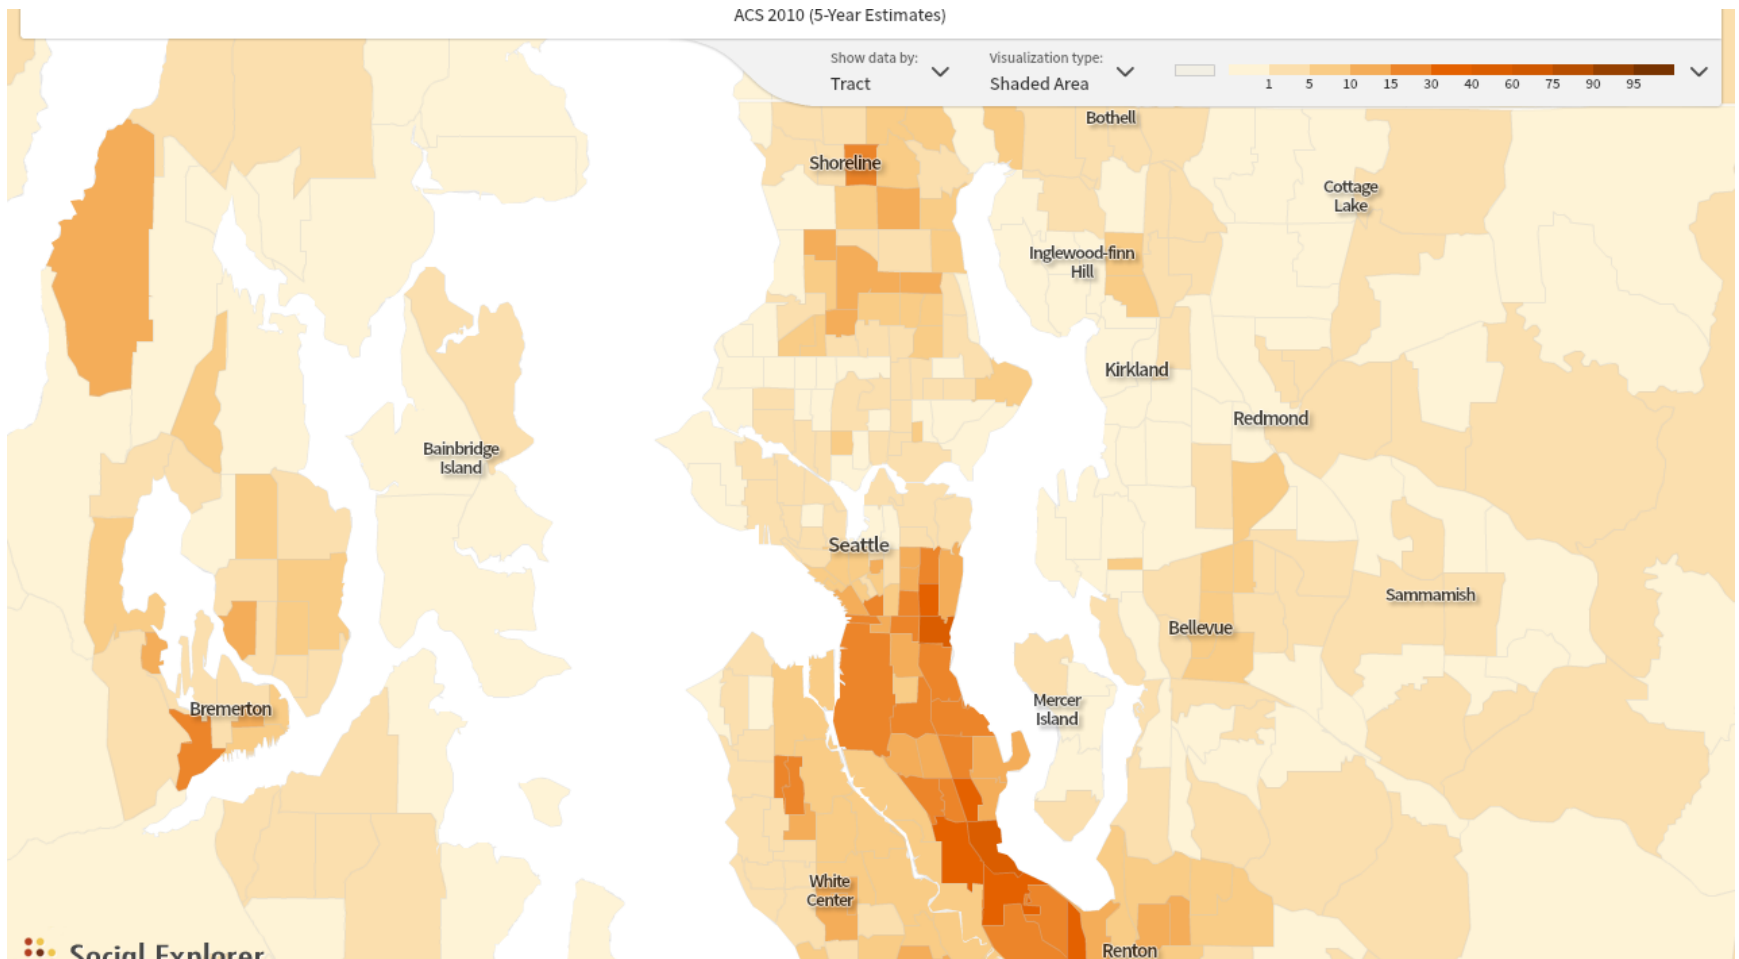 ACS 2010 (5-Year Estimates)
Show data by:
Tract
Visualization type:
Shaded Area
1 5 10 15 30 40 60 75 90 95
Bothell
Shoreline
Cottage
Lake
Inglewood-finn
Hill
Kirkland
Redmond
Bainbridge
Island
Seattle
Sammamish
Bellevue
Mercer
Island
Bremerton
White
Center
Renton
Social Explorer